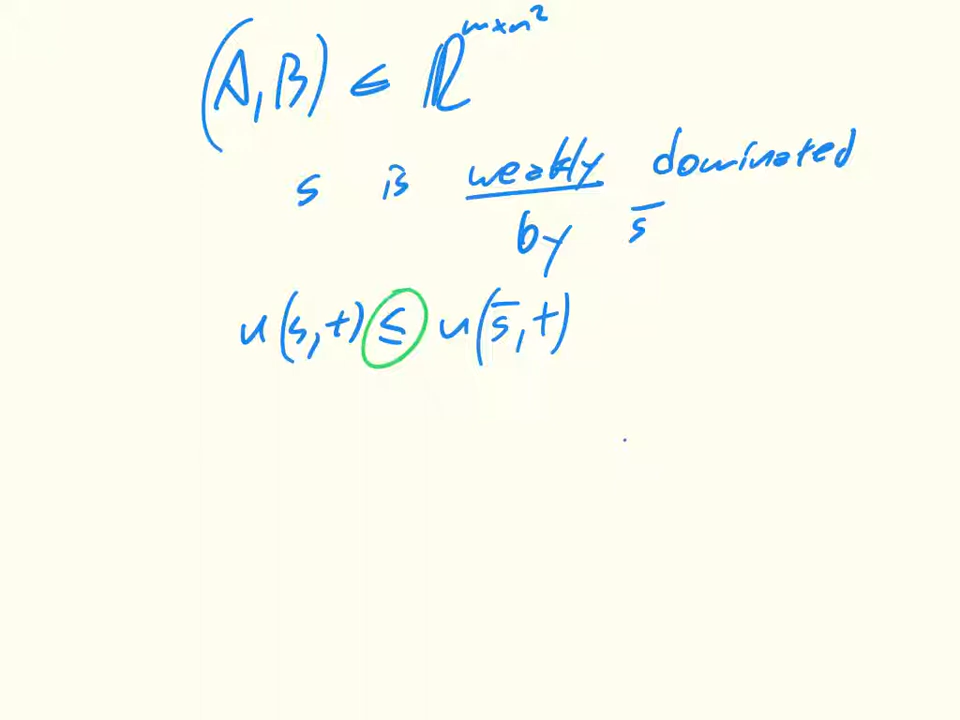 (A,B) ∈ ℝ^{m×n^2}
s is weakly dominated
by s̄
u(s,t) ≤ u(s̄,t)